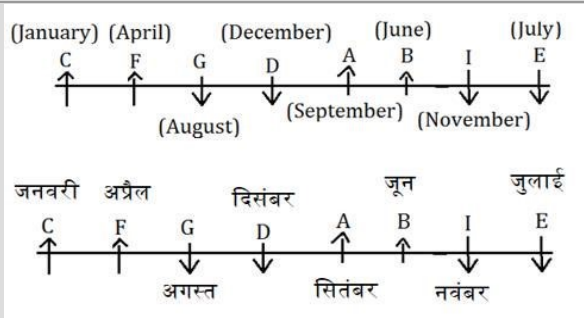 (January) (April) (December) (June) (July)
C F G D A B I E
(August) (September) (November)
जनवरी अप्रैल दिसंबर जून जुलाई
C F G D A B I E
अगस्त सितंबर नवंबर